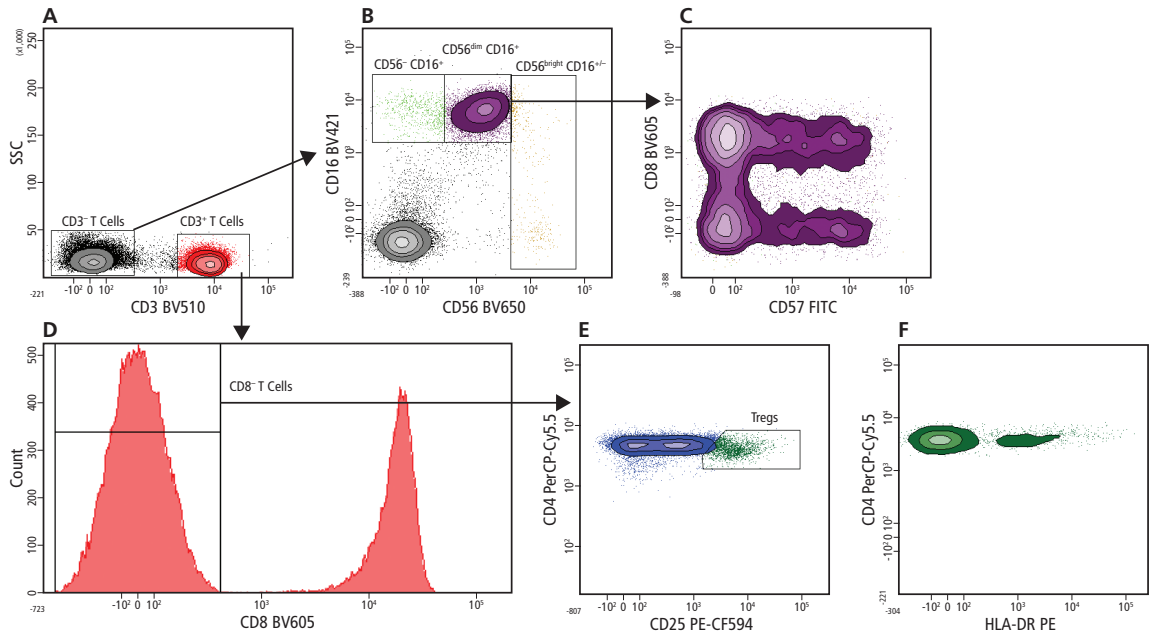 A
(x1,000)
250
200
150
100
50
SSC
CD3⁻ T Cells
CD3⁺ T Cells
-221
-10² 0 10²
10³
10⁴
10⁵
CD3 BV510
B
CD56ᵈⁱᵐ CD16⁺
CD56⁻ CD16⁺
CD56ᵇʳⁱᵍʰᵗ CD16⁺/⁻
10⁵
10⁴
10³
-10² 0 10²
-239
CD16 BV421
-388
-10² 0 10²
10³
10⁴
10⁵
CD56 BV650
C
10⁵
10⁴
10³
-10² 0 10²
-388
CD8 BV605
-98
0 10²
10³
10⁴
10⁵
CD57 FITC
D
500
400
300
200
100
0
Count
CD8⁻ T Cells
-723
-10² 0 10²
10³
10⁴
10⁵
CD8 BV605
E
10⁵
10⁴
10³
10²
CD4 PerCP-Cy5.5
Tregs
-807
-10² 0 10²
10³
10⁴
10⁵
CD25 PE-CF594
F
10⁵
10⁴
10³
-10² 0 10²
-221
CD4 PerCP-Cy5.5
-304
-10² 0 10²
10³
10⁴
10⁵
HLA-DR PE